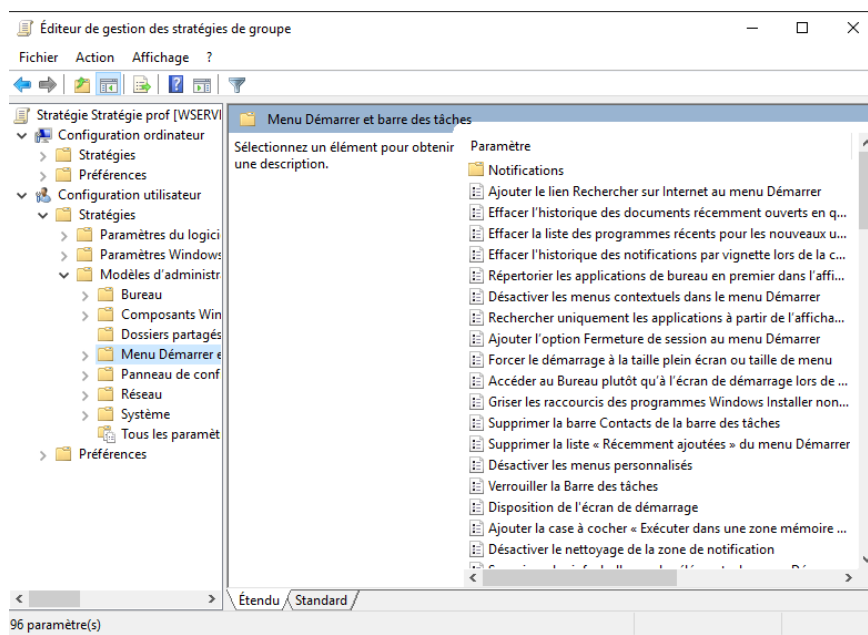 Éditeur de gestion des stratégies de groupe
Fichier Action Affichage ?
Stratégie Stratégie prof [WSERVI
Configuration ordinateur
Stratégies
Préférences
Configuration utilisateur
Stratégies
Paramètres du logici
Paramètres Windows
Modèles d'administr
Bureau
Composants Win
Dossiers partagés
Menu Démarrer e
Panneau de conf
Réseau
Système
Tous les paramèt
Préférences
Menu Démarrer et barre des tâches
Sélectionnez un élément pour obtenir
une description.
Paramètre
Notifications
Ajouter le lien Rechercher sur Internet au menu Démarrer
Effacer l'historique des documents récemment ouverts en q...
Effacer la liste des programmes récents pour les nouveaux u...
Effacer l'historique des notifications par vignette lors de la c...
Répertorier les applications de bureau en premier dans l'affi...
Désactiver les menus contextuels dans le menu Démarrer
Rechercher uniquement les applications à partir de l'afficha...
Ajouter l'option Fermeture de session au menu Démarrer
Forcer le démarrage à la taille plein écran ou taille de menu
Accéder au Bureau plutôt qu'à l'écran de démarrage lors de ...
Griser les raccourcis des programmes Windows Installer non...
Supprimer la barre Contacts de la barre des tâches
Supprimer la liste « Récemment ajoutées » du menu Démarrer
Désactiver les menus personnalisés
Verrouiller la Barre des tâches
Disposition de l'écran de démarrage
Ajouter la case à cocher « Exécuter dans une zone mémoire ...
Désactiver le nettoyage de la zone de notification
Étendu
Standard
96 paramètre(s)